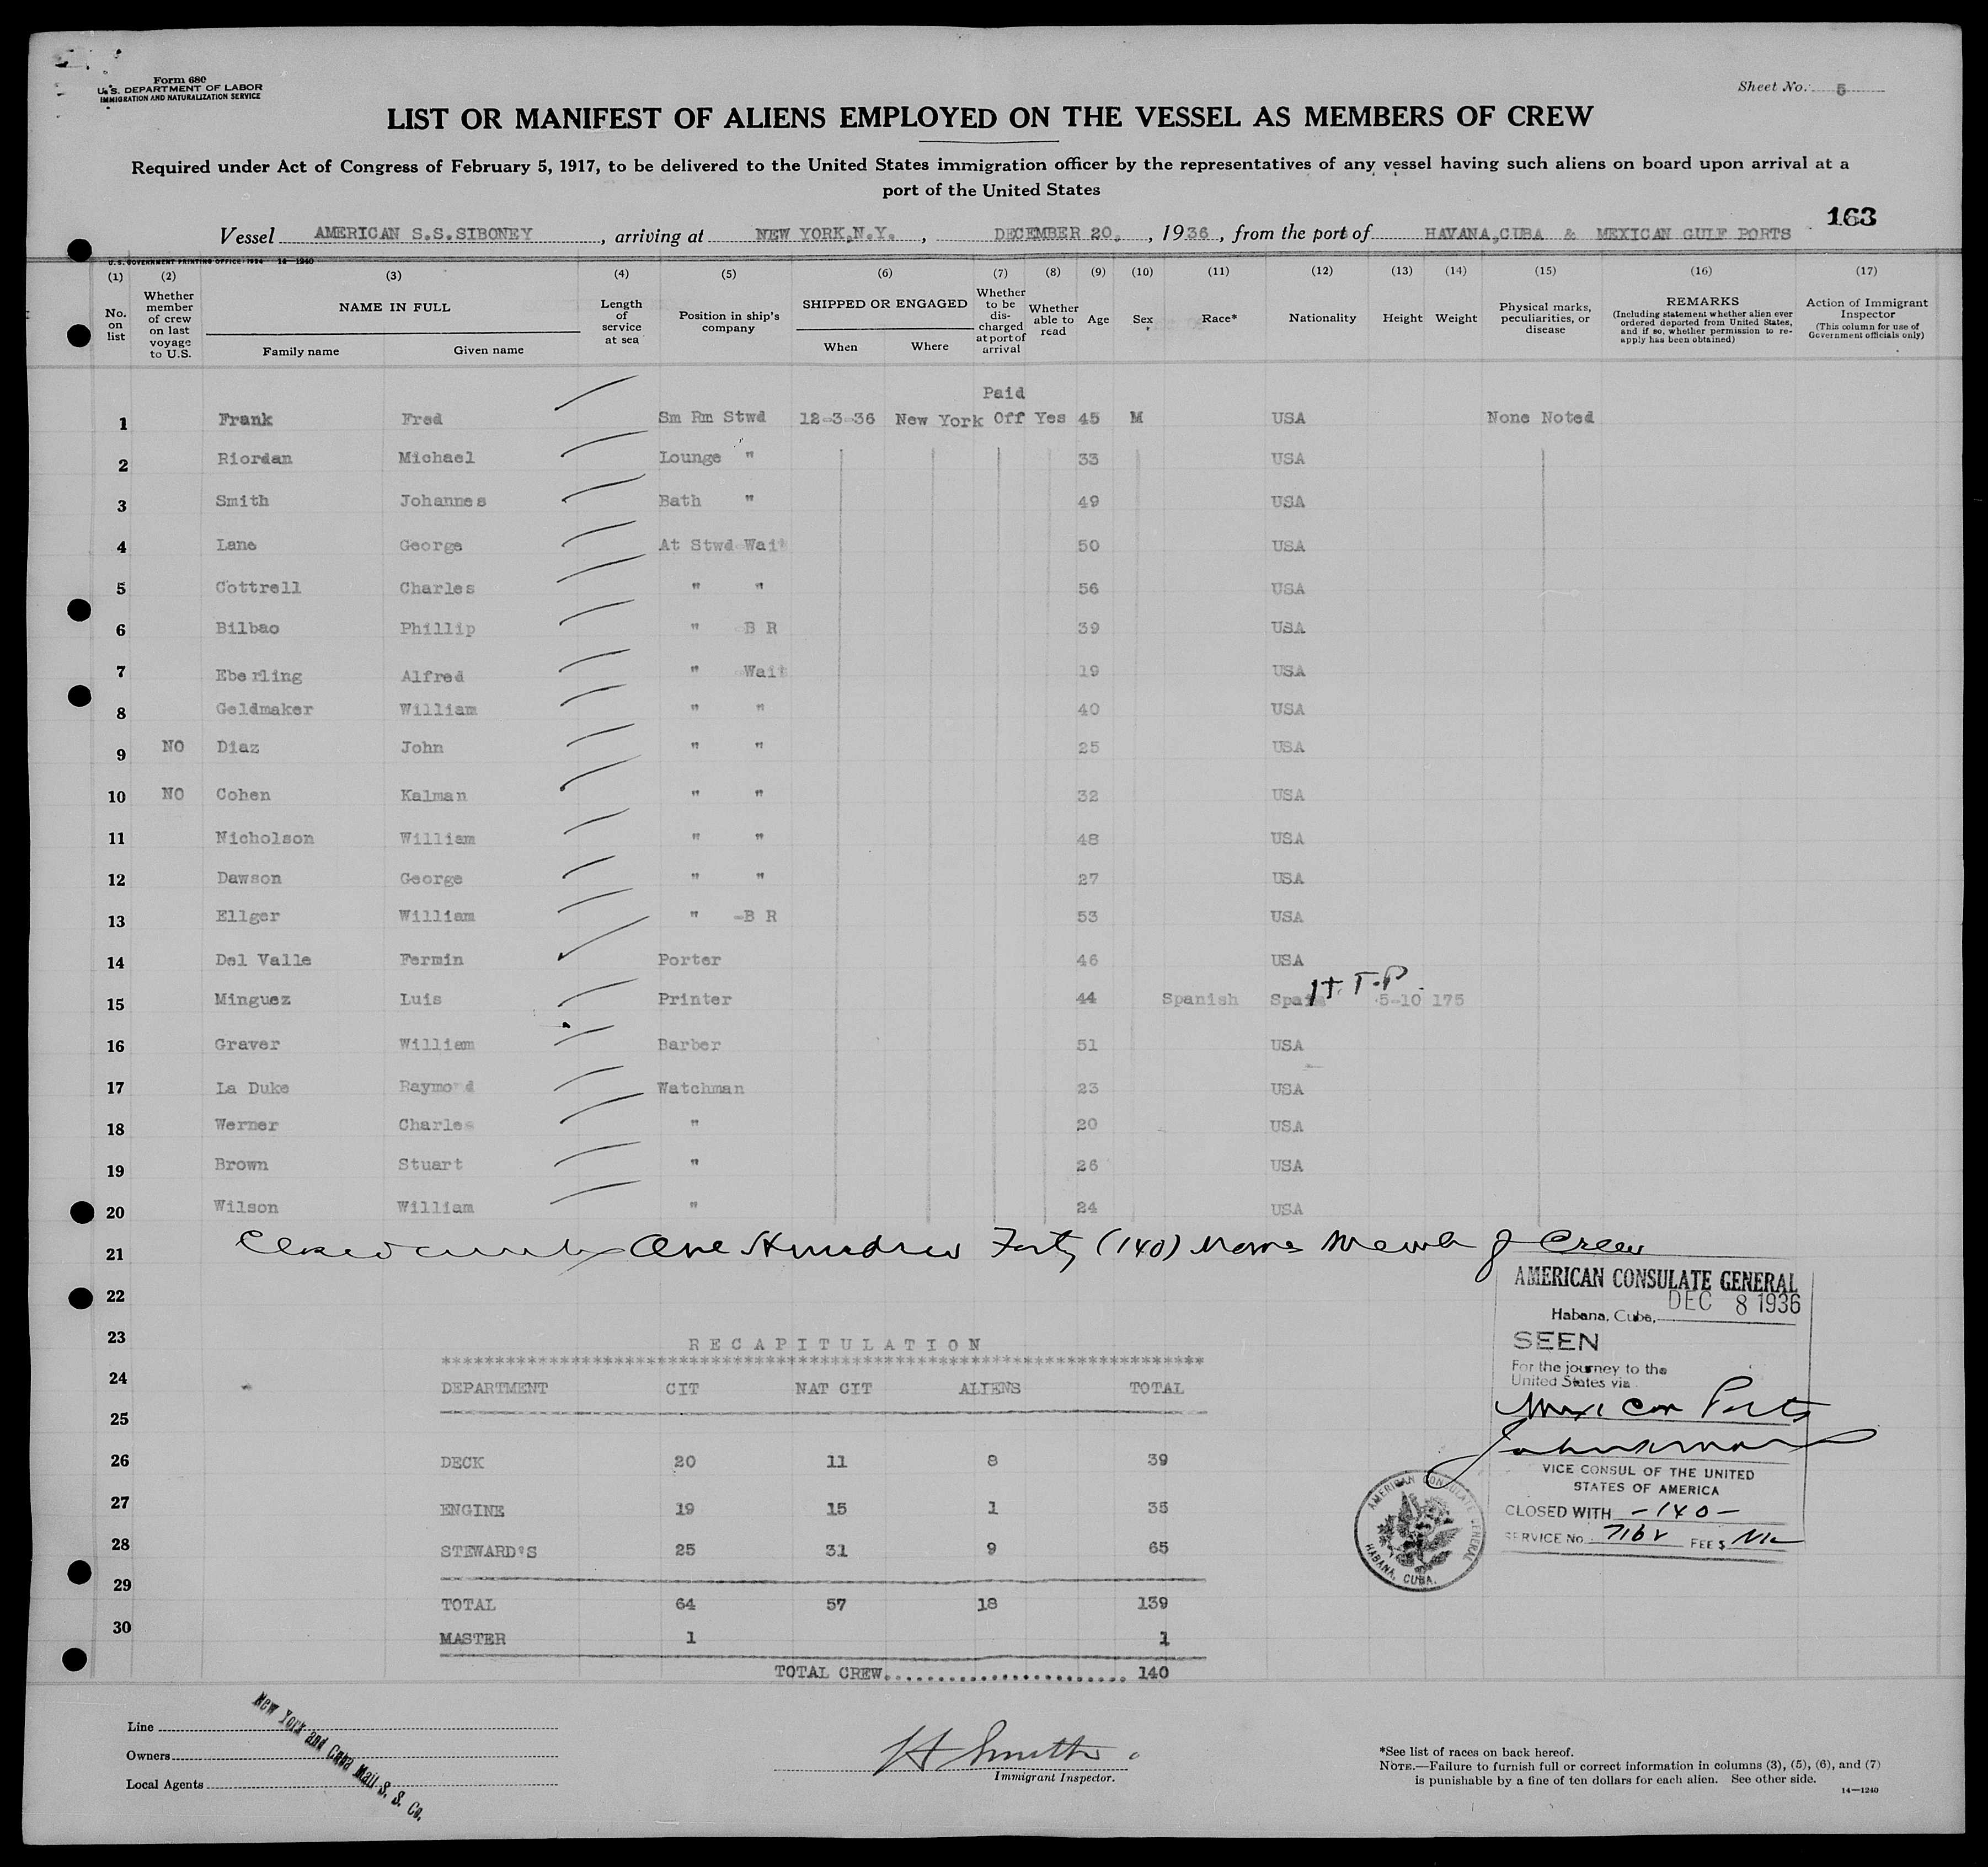 Form 680
U.S. DEPARTMENT OF LABOR
IMMIGRATION AND NATURALIZATION SERVICE
Sheet No. 5
LIST OR MANIFEST OF ALIENS EMPLOYED ON THE VESSEL AS MEMBERS OF CREW
Required under Act of Congress of February 5, 1917, to be delivered to the United States immigration officer by the representatives of any vessel having such aliens on board upon arrival at a
port of the United States
163
Vessel AMERICAN S.S.SIBONEY, arriving at NEW YORK,N.Y., DECEMBER 20, 1936, from the port of HAVANA,CUBA & MEXICAN GULF PORTS
U.S. GOVERNMENT PRINTING OFFICE: 1934 14-1240
(1) (2) (3) (4) (5) (6) (7) (8) (9) (10) (11) (12) (13) (14) (15) (16) (17)
No. on list
Whether member of crew on last voyage to U.S.
NAME IN FULL
Family name Given name
Length of service at sea
Position in ship's company
SHIPPED OR ENGAGED
When Where
Whether to be discharged at port of arrival
Whether able to read
Age
Sex
Race*
Nationality
Height
Weight
Physical marks, peculiarities, or disease
REMARKS
(Including statement whether alien ever ordered deported from United States, and if so, whether permission to re-apply has been obtained)
Action of Immigrant Inspector
(This column for use of Government officials only)
Paid
1 Frank Fred Sm Rm Stwd 12-3-36 New York Off Yes 45 M USA None Noted
2 Riordan Michael Lounge " 33 USA
3 Smith Johannes Bath " 49 USA
4 Lane George At Stwd-Wait 50 USA
5 Cottrell Charles " " 56 USA
6 Bilbao Phillip " -B R 39 USA
7 Eberling Alfred " -Wait 19 USA
8 Geldmaker William " " 40 USA
9 NO Diaz John " " 25 USA
10 NO Cohen Kalman " " 32 USA
11 Nicholson William " " 48 USA
12 Dawson George " " 27 USA
13 Ellger William " -B R 53 USA
14 Del Valle Fermin Porter 46 USA
15 Minguez Luis Printer 44 Spanish Spain 5-10 175
16 Graver William Barber 51 USA
17 La Duke Raymond Watchman 23 USA
18 Werner Charles " 20 USA
19 Brown Stuart " 26 USA
20 Wilson William " 24 USA
21 One Hundred Forty (140) Crew
22
23
24
25
26
27
28
29
30
RECAPITULATION
************************************************************
DEPARTMENT CIT NAT CIT ALIENS TOTAL
DECK 20 11 8 39
ENGINE 19 15 1 35
STEWARD'S 25 31 9 65
TOTAL 64 57 18 139
MASTER 1 1
TOTAL CREW...................... 140
AMERICAN CONSULATE GENERAL
DEC 8 1936
Habana, Cuba,
SEEN
For the journey to the
United States via
Mexican Ports
VICE CONSUL OF THE UNITED
STATES OF AMERICA
CLOSED WITH -140-
SERVICE No. FEE $
AMERICAN CONSULATE GENERAL
HABANA, CUBA.
Line
Owners
Local Agents
New York and Cuba Mail S. S. Co.
H Smith
Immigrant Inspector.
*See list of races on back hereof.
NOTE.—Failure to furnish full or correct information in columns (3), (5), (6), and (7)
is punishable by a fine of ten dollars for each alien. See other side.
14—1240